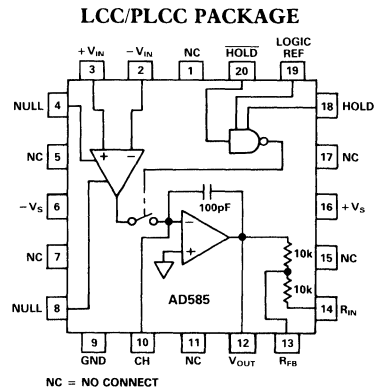 LCC/PLCC PACKAGE
+VIN −VIN NC HOLD LOGIC REF
3 2 1 20 19
NULL 4
18 HOLD
NC 5
17 NC
−VS 6
16 +VS
100pF
NC 7
15 NC
10k
10k
AD585
NULL 8
14 RIN
9 10 11 12 13
GND CH NC VOUT RFB
NC = NO CONNECT
+ −
−
+